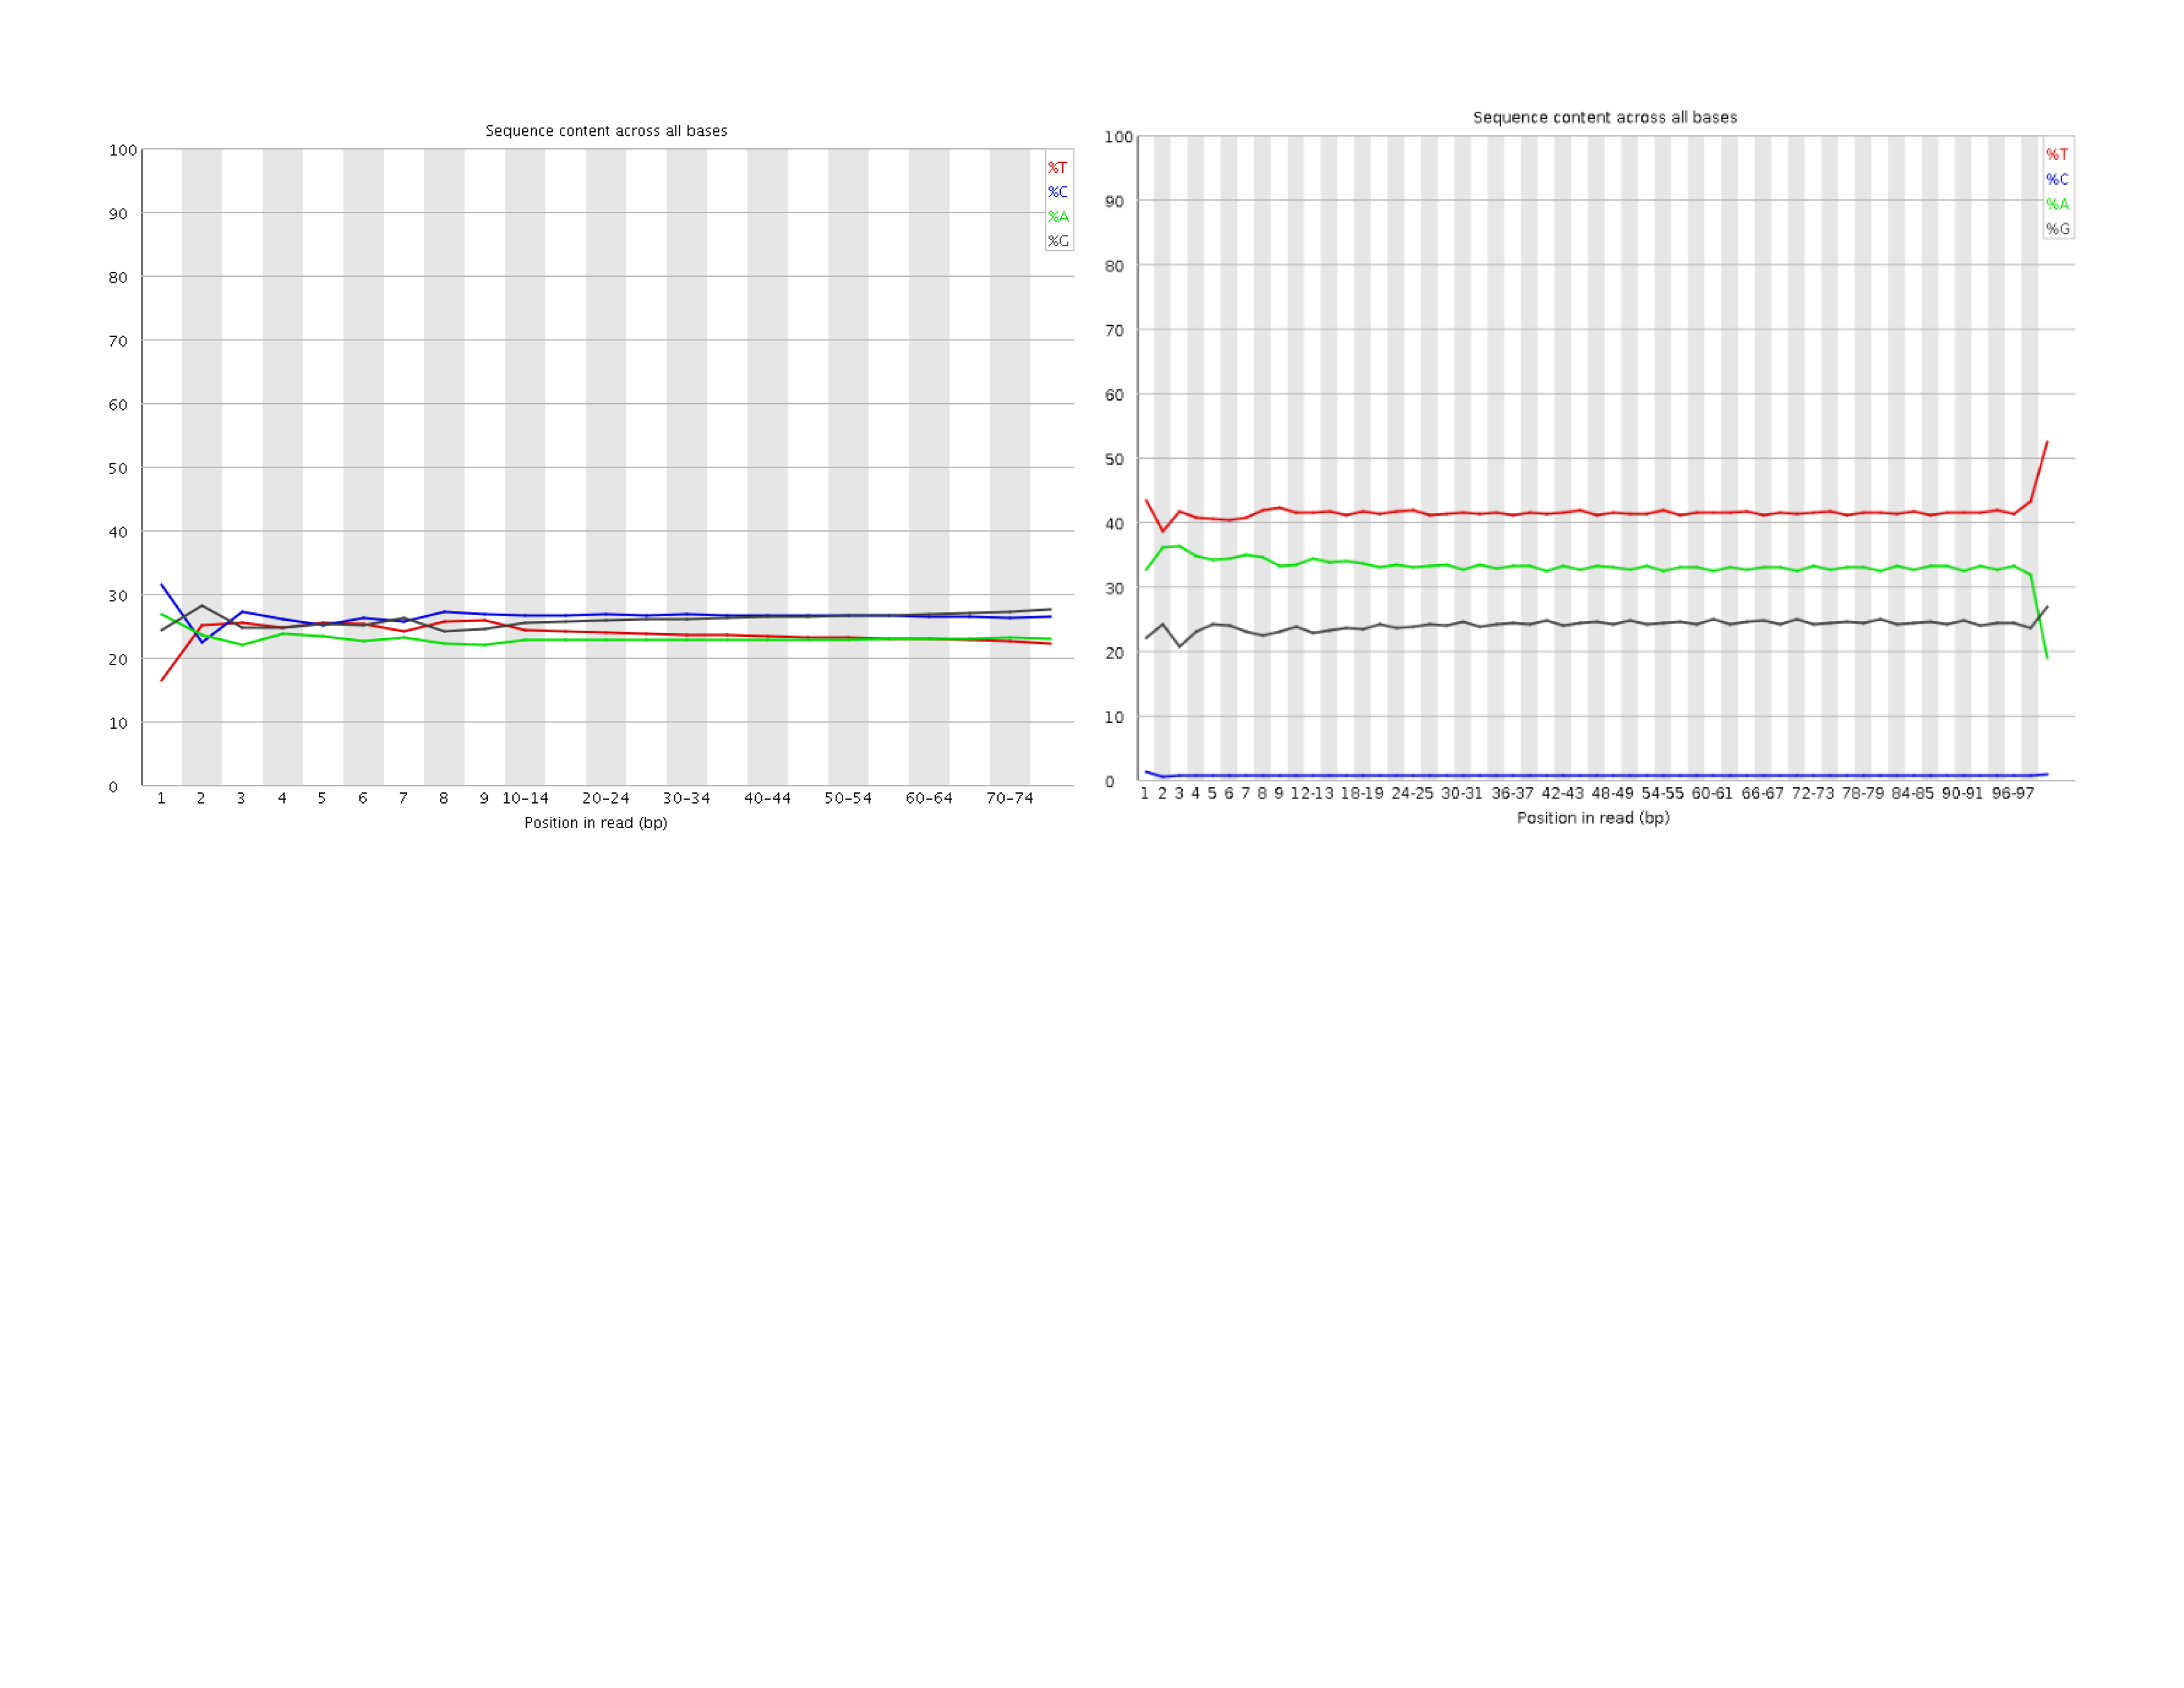 Sequence content across all bases
100
90
80
70
60
50
40
30
20
10
0
%T
%C
%A
%G
1 2 3 4 5 6 7 8 9 10-14 20-24 30-34 40-44 50-54 60-64 70-74
Position in read (bp)
Sequence content across all bases
100
90
80
70
60
50
40
30
20
10
0
%T
%C
%A
%G
1 2 3 4 5 6 7 8 9 12-13 18-19 24-25 30-31 36-37 42-43 48-49 54-55 60-61 66-67 72-73 78-79 84-85 90-91 96-97
Position in read (bp)